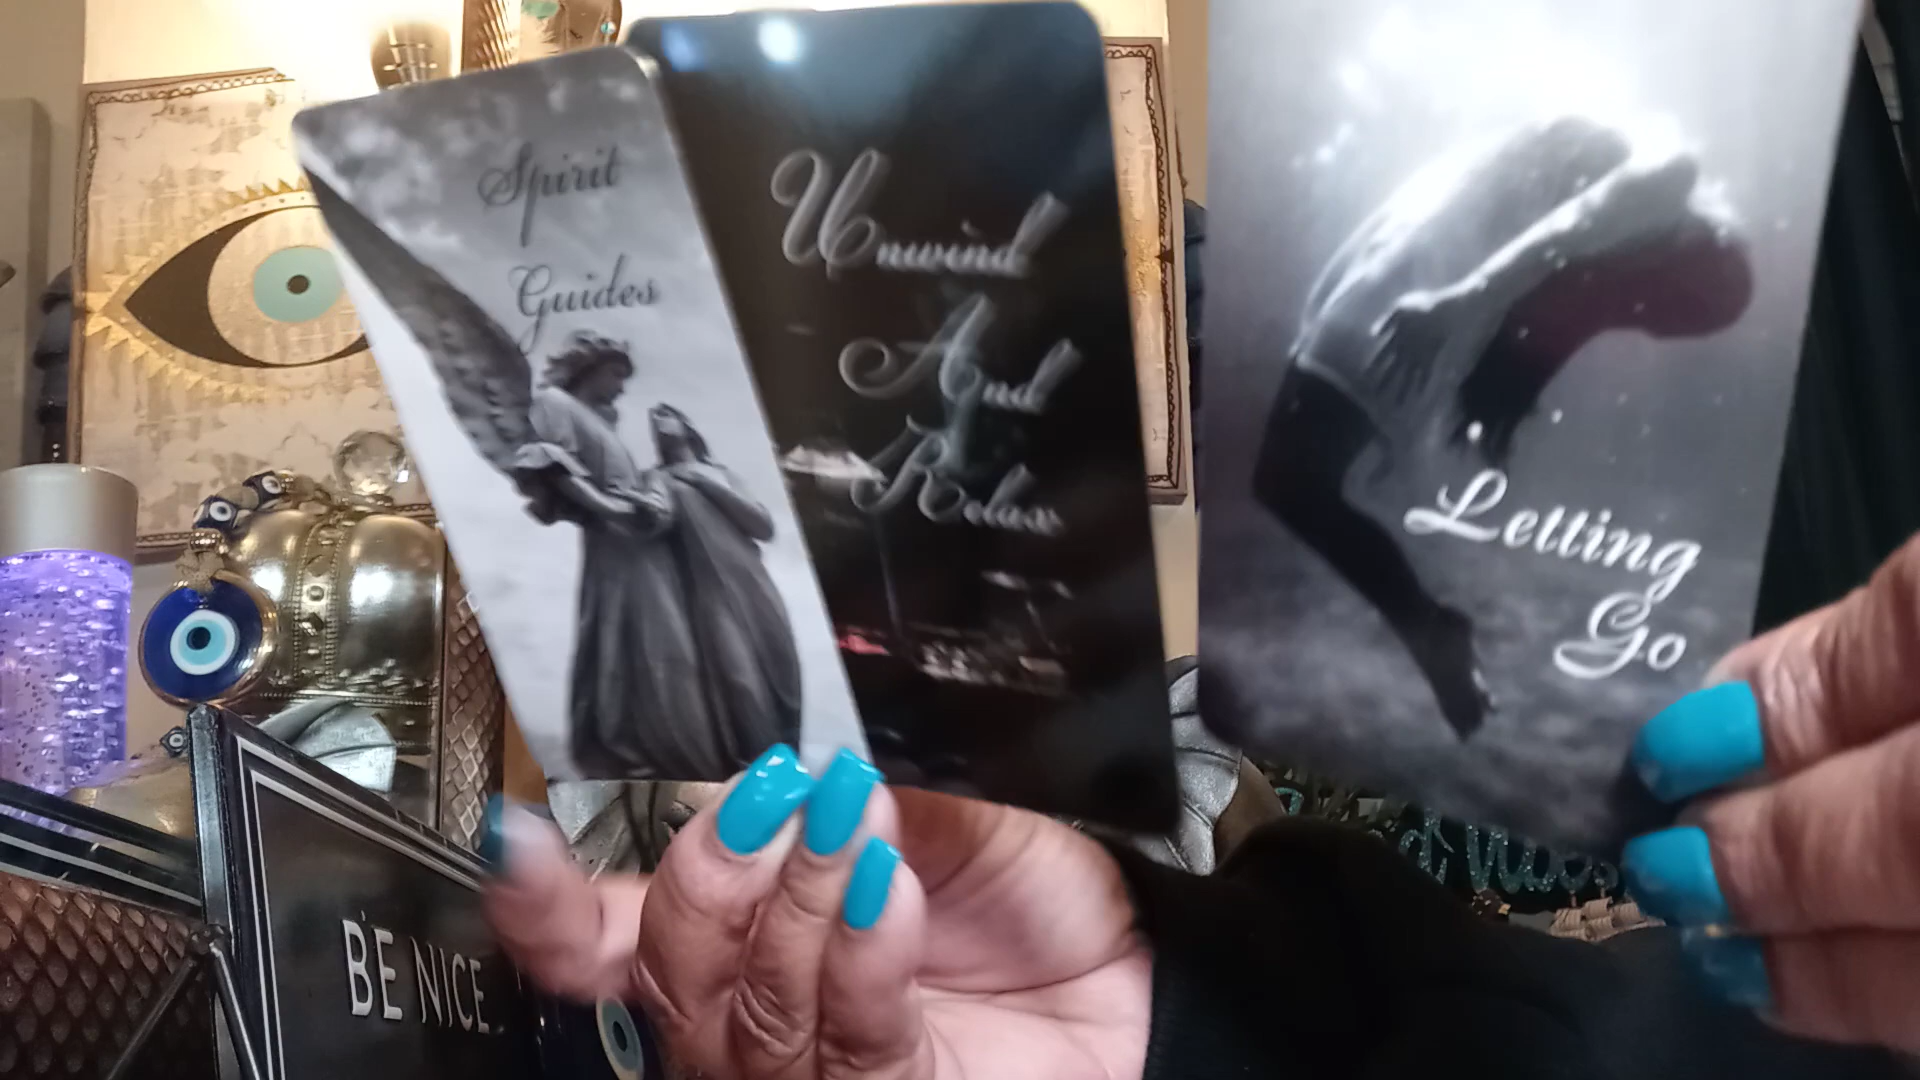 Spirit
Guides
Unwind
And
Relax
Letting
Go
BE NICE